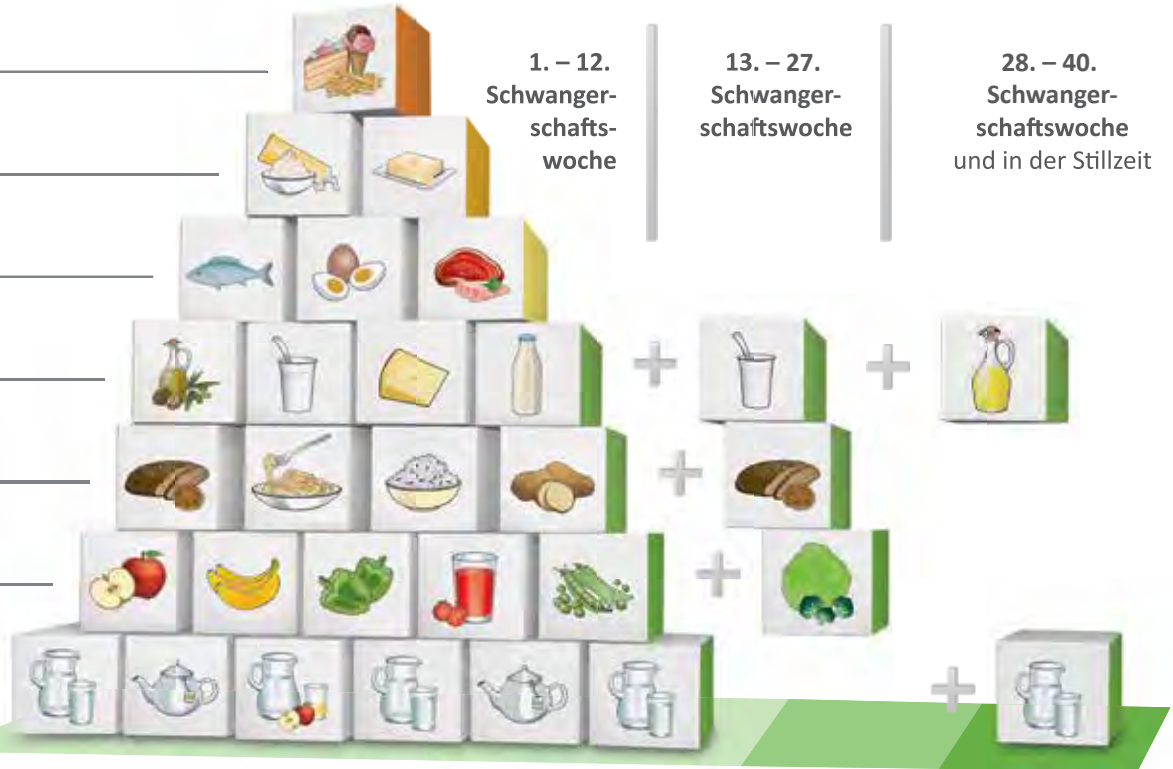 1. – 12.
Schwanger-
schafts-
woche
13. – 27.
Schwanger-
schaftswoche
28. – 40.
Schwanger-
schaftswoche
und in der Stillzeit